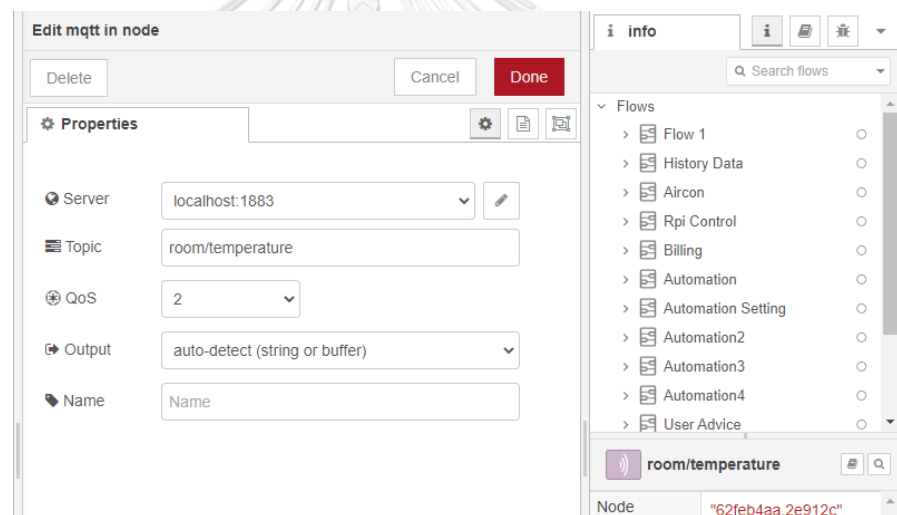 Edit mqtt in node
Delete
Cancel
Done
Properties
Server
localhost:1883
Topic
room/temperature
QoS
2
Output
auto-detect (string or buffer)
Name
Name
i info
i
Search flows
Flows
Flow 1
History Data
Aircon
Rpi Control
Billing
Automation
Automation Setting
Automation2
Automation3
Automation4
User Advice
room/temperature
Node
"62feb4aa.2e912c"